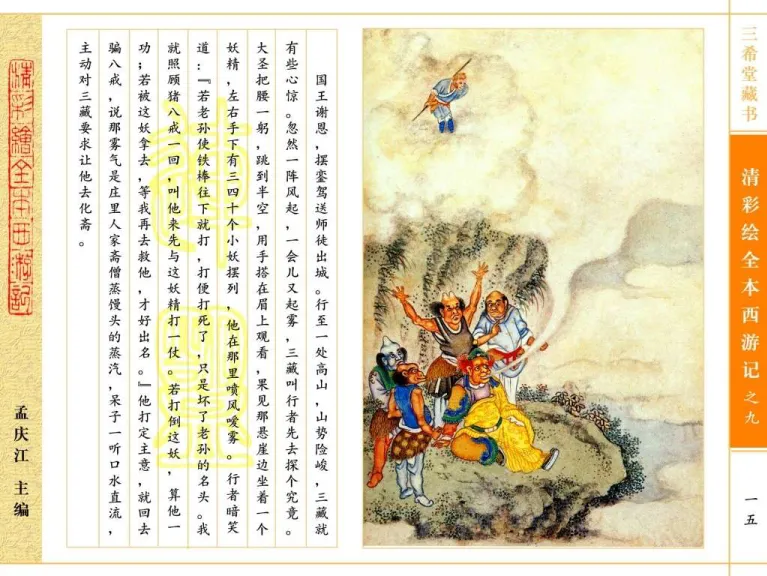 三希堂藏书
清彩绘全本西游记之九
一五
国王谢恩，摆銮驾送师徒出城。行至一处高山，山势险峻，三藏就
有些心惊。忽然一阵风起，一会儿又起雾，三藏叫行者先去探个究竟。
大圣把腰一躬，跳到半空，用手搭在眉上观看，果见那悬崖边坐着一个
妖精，左右手下有三四十个小妖摆列，他在那里喷风嗳雾。行者暗笑
道：『若老孙使铁棒往下就打，打便打死了，只是坏了老孙的名头。我
就照顾猪八戒一回，叫他来先与这妖精打一仗。若打倒这妖，算他一
功；若被这妖拿去，等我再去救他，才好出名。』他打定主意，就回去
骗八戒，说那雾气是庄里人家斋僧蒸馒头的蒸汽，呆子一听口水直流，
主动对三藏要求让他去化斋。
清彩繪全本西游記
孟庆江 主编